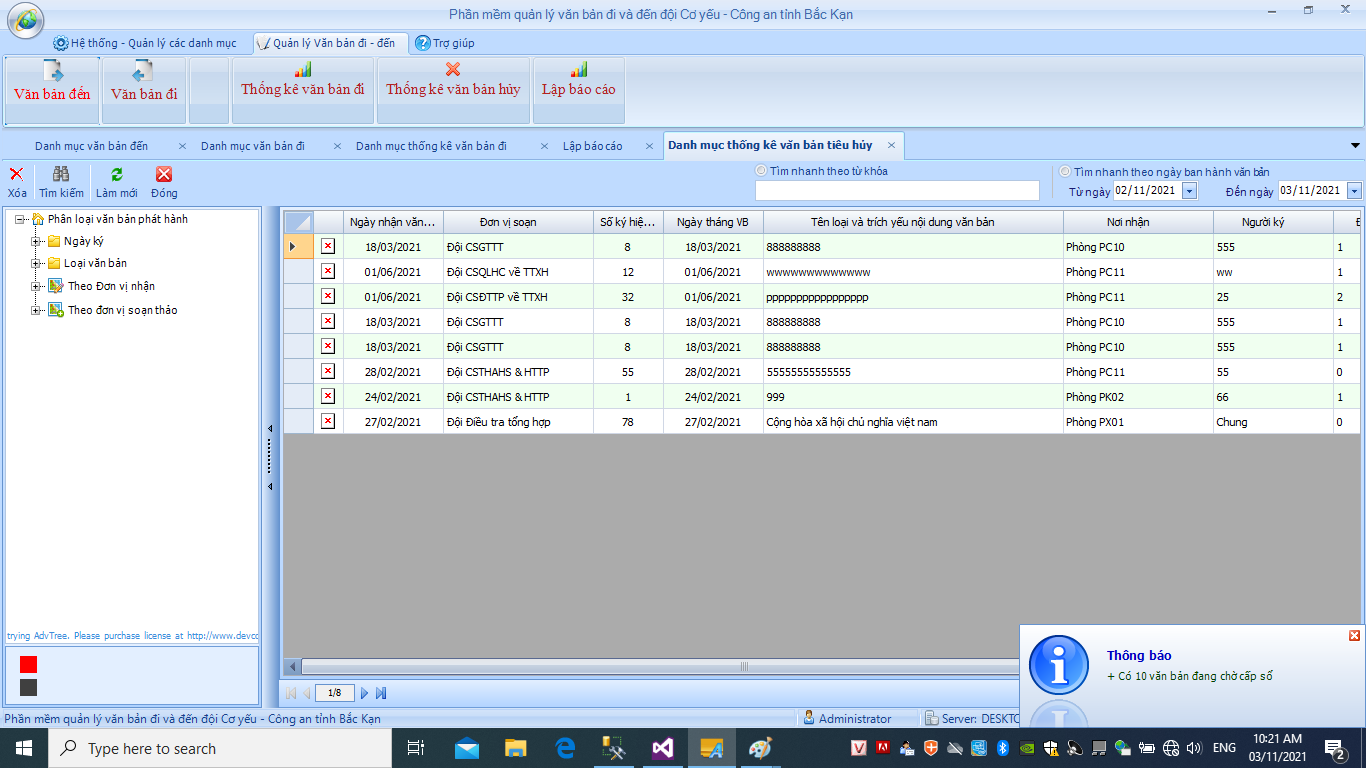 Phần mềm quản lý văn bản đi và đến đội Cơ yếu - Công an tỉnh Bắc Kạn
Hệ thống - Quản lý các danh mục Quản lý Văn bản đi - đến Trợ giúp
Văn bản đến Văn bản đi Thống kê văn bản đi Thống kê văn bản hủy Lập báo cáo
Danh mục văn bản đến Danh mục văn bản đi Danh mục thống kê văn bản đi Lập báo cáo Danh mục thống kê văn bản tiêu hủy
Xóa Tìm kiếm Làm mới Đóng
Tìm nhanh theo từ khóa
Tìm nhanh theo ngày ban hành văn bản
Từ ngày 02/11/2021 Đến ngày 03/11/2021
Phân loại văn bản phát hành
Ngày ký
Loại văn bản
Theo Đơn vị nhận
Theo đơn vị soạn thảo
Ngày nhận văn... Đơn vị soạn Số ký hiệ... Ngày tháng VB Tên loại và trích yếu nội dung văn bản Nơi nhận Người ký
18/03/2021 Đội CSGTTT 8 18/03/2021 888888888 Phòng PC10 555 1
01/06/2021 Đội CSQLHC về TTXH 12 01/06/2021 wwwwwwwwwwwww Phòng PC11 ww 1
01/06/2021 Đội CSĐTTP về TTXH 32 01/06/2021 ppppppppppppppppp Phòng PC11 25 2
18/03/2021 Đội CSGTTT 8 18/03/2021 888888888 Phòng PC10 555 1
18/03/2021 Đội CSGTTT 8 18/03/2021 888888888 Phòng PC10 555 1
28/02/2021 Đội CSTHAHS & HTTP 55 28/02/2021 55555555555555 Phòng PC11 55 0
24/02/2021 Đội CSTHAHS & HTTP 1 24/02/2021 999 Phòng PK02 66 1
27/02/2021 Đội Điều tra tổng hợp 78 27/02/2021 Cộng hòa xã hội chủ nghĩa việt nam Phòng PX01 Chung 0
trying AdvTree. Please purchase license at http://www.devco
1/8
Thông báo
+ Có 10 văn bản đang chờ cấp số
Phần mềm quản lý văn bản đi và đến đội Cơ yếu - Công an tỉnh Bắc Kạn Administrator Server: DESKTO
Type here to search
ENG
10:21 AM
03/11/2021
2